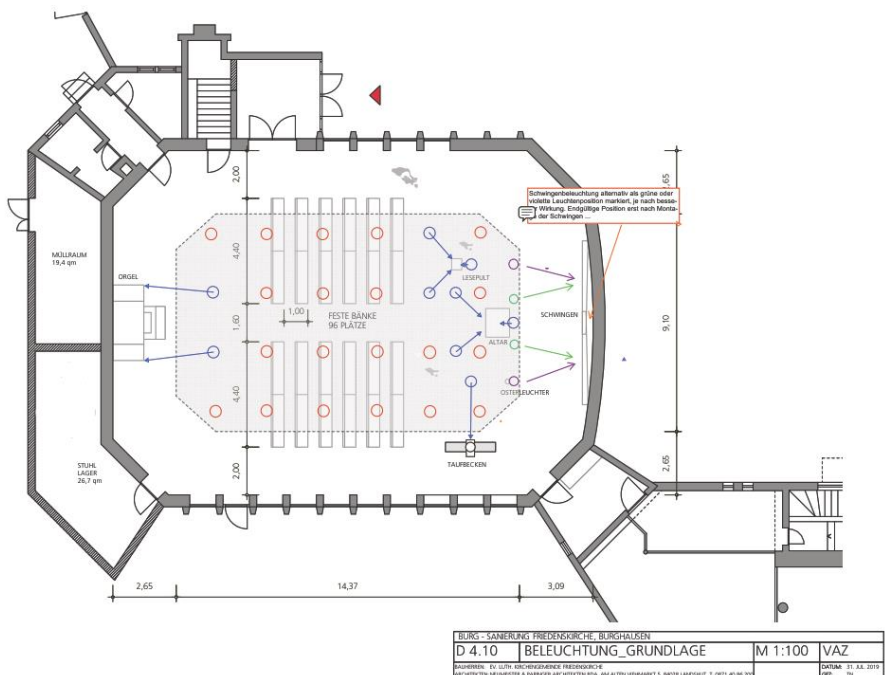 Schwingenbeleuchtung alternativ als grüne oder
violette Leuchtenposition markiert, je nach besse-
r Wirkung. Endgültige Position erst nach Monta-
der Schwingen ...
2,00
,65
MÜLLRAUM
19,4 qm
ORGEL
4,40
LESEPULT
1,00
FESTE BÄNKE
96 PLÄTZE
1,60
SCHWINGEN
9,10
ALTAR
4,40
OSTERLEUCHTER
STUHL
LAGER
26,7 qm
2,00
TAUFBECKEN
2,65
2,65
14,37
3,09
BURG - SANIERUNG FRIEDENSKIRCHE, BURGHAUSEN
D 4.10 BELEUCHTUNG_GRUNDLAGE M 1:100 VAZ
BAUHERREN: EV. LUTH. KIRCHENGEMEINDE FRIEDENSKIRCHE
DATUM: 31. JUL. 2019